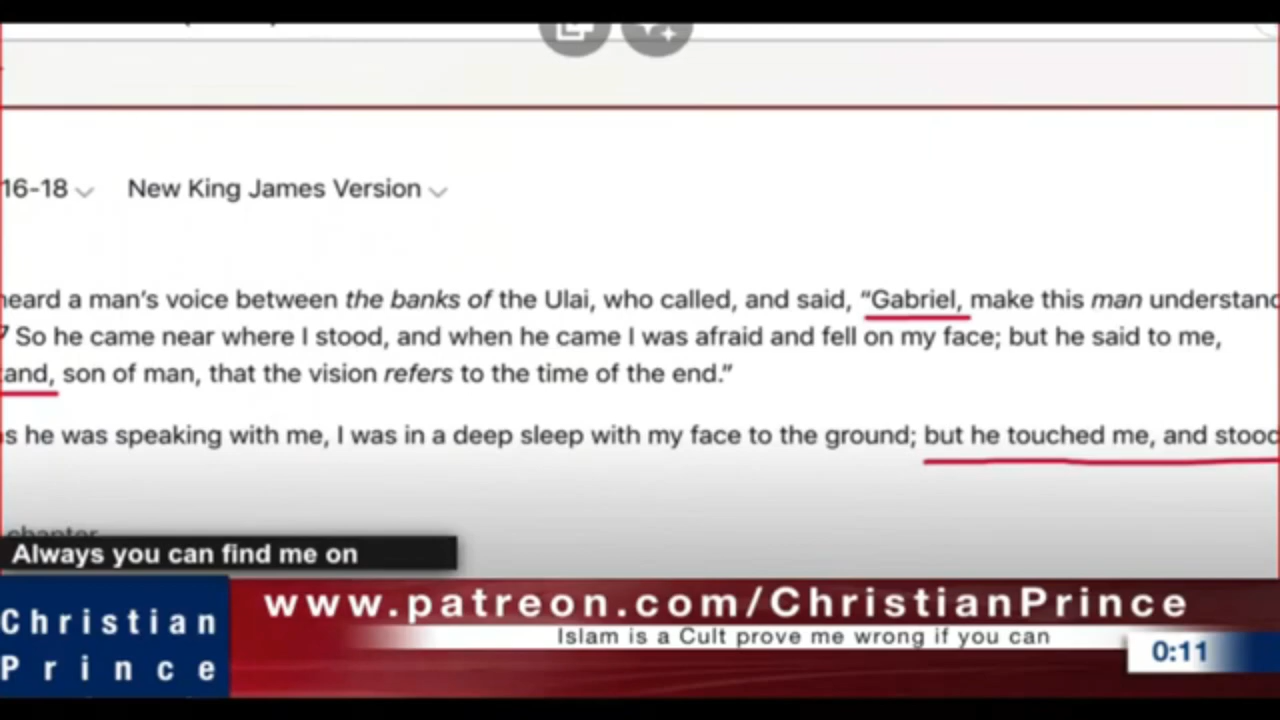 16-18 New King James Version
heard a man's voice between the banks of the Ulai, who called, and said, “Gabriel, make this man understand
So he came near where I stood, and when he came I was afraid and fell on my face; but he said to me,
and, son of man, that the vision refers to the time of the end.”
s he was speaking with me, I was in a deep sleep with my face to the ground; but he touched me, and stood
chapter
Always you can find me on
www.patreon.com/ChristianPrince
Islam is a Cult prove me wrong if you can
Christian
Prince
0:11